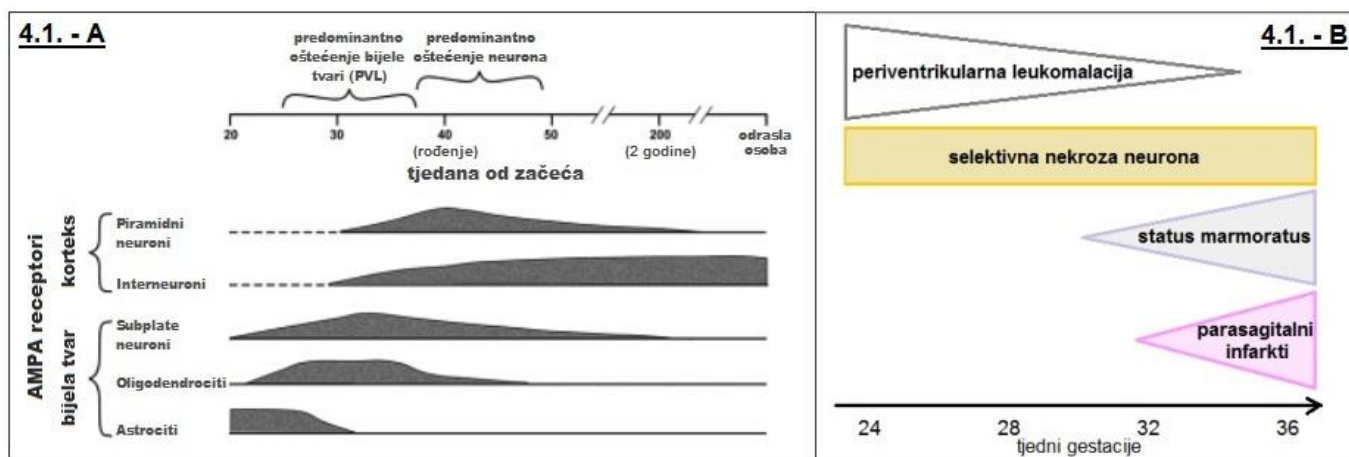 4.1. - A
predominantno
oštećenje bijele
tvari (PVL)
predominantno
oštećenje neurona
20
30
40
50
200
odrasla
osoba
(rođenje)
(2 godine)
tjedana od začeća
AMPA receptori
korteks
Piramidni
neuroni
Interneuroni
bijela tvar
Subplate
neuroni
Oligodendrociti
Astrociti
4.1. - B
periventrikularna leukomalacija
selektivna nekroza neurona
status marmoratus
parasagitalni
infarkti
24
28
32
36
tjedni gestacije